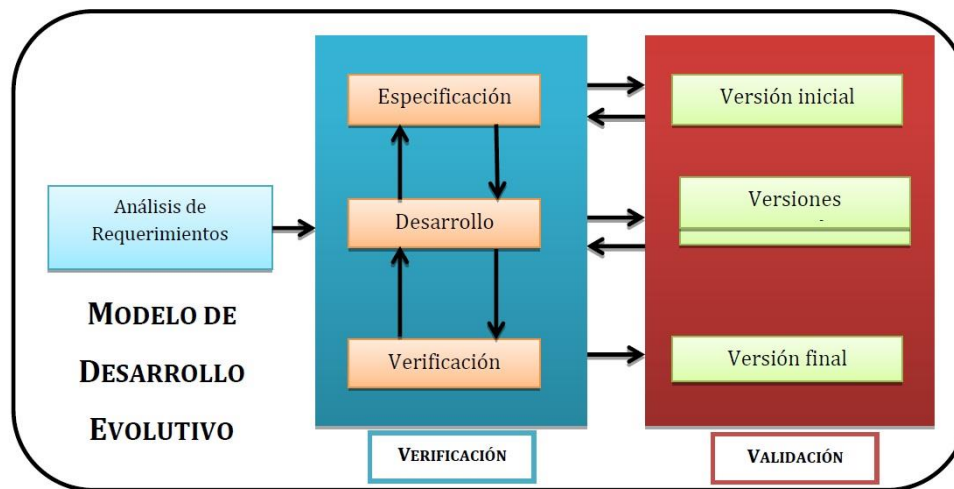 Análisis de
Requerimientos
MODELO DE
DESARROLLO
EVOLUTIVO
Especificación
Desarrollo
Verificación
VERIFICACIÓN
Versión inicial
Versiones
Versión final
VALIDACIÓN